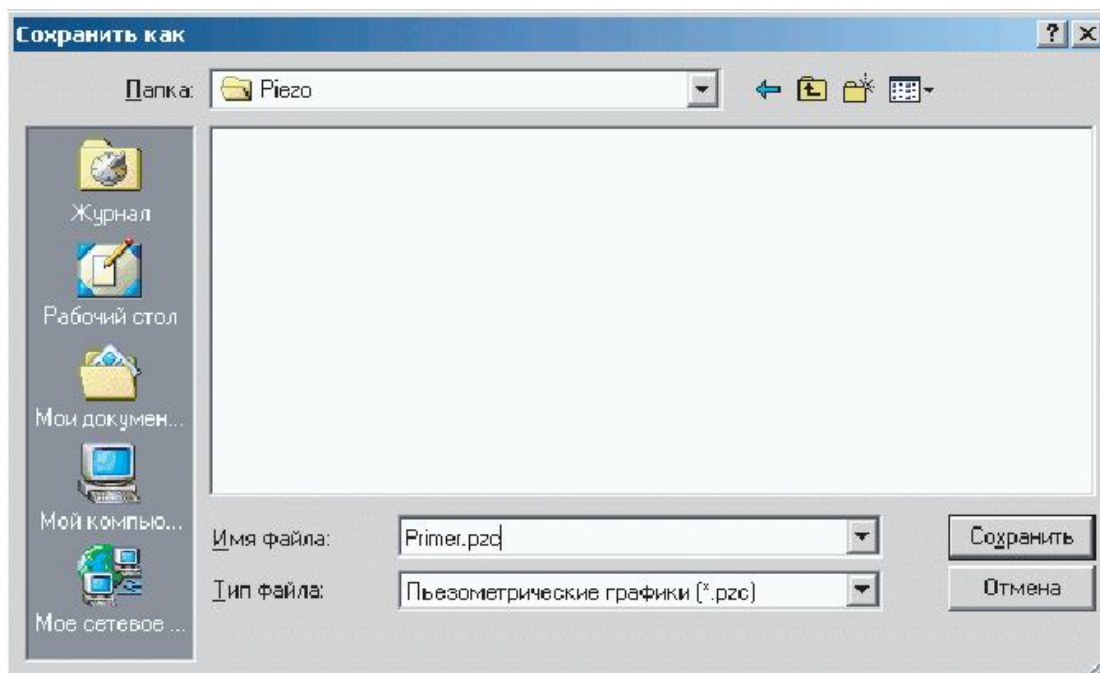 Сохранить как
Папка: Piezo
Журнал
Рабочий стол
Мои докумен...
Мой компью...
Мое сетевое ...
Имя файла: Primer.pzc
Сохранить
Тип файла: Пьезометрические графики (*.pzc)
Отмена